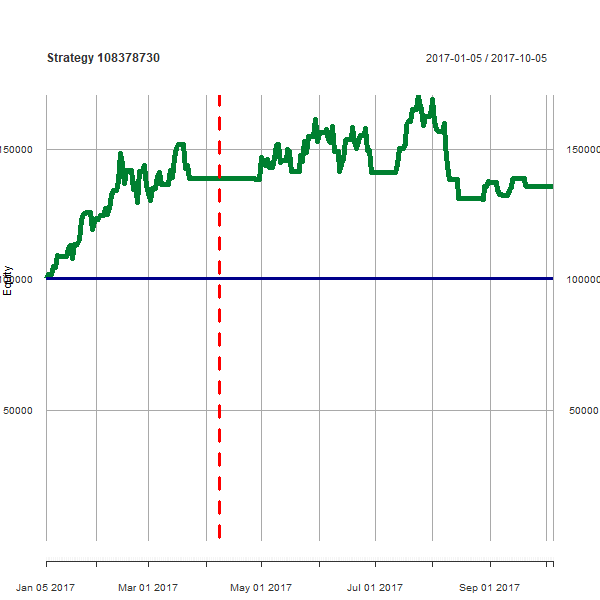 Strategy 108378730
2017-01-05 / 2017-10-05
150000
150000
100000
100000
Equity
50000
50000
Jan 05 2017
Mar 01 2017
May 01 2017
Jul 01 2017
Sep 01 2017